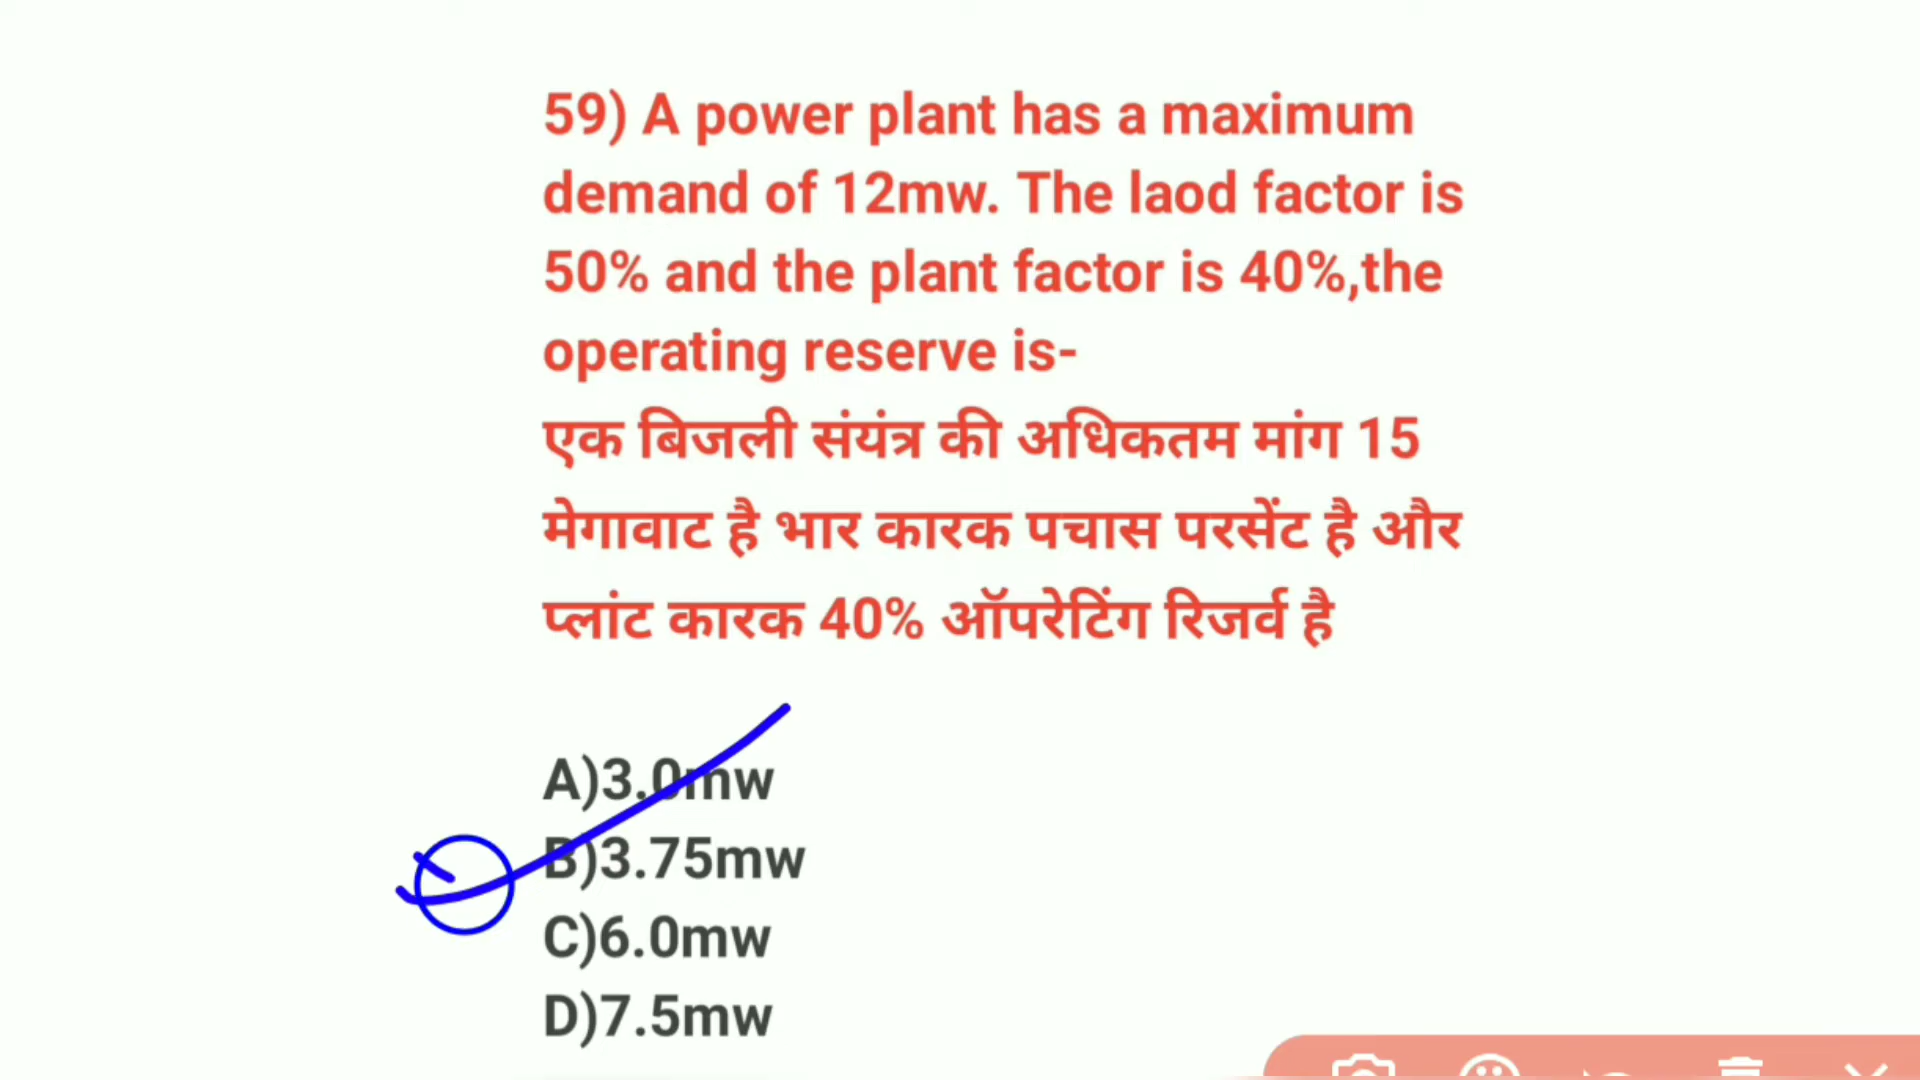 59) A power plant has a maximum
demand of 12mw. The laod factor is
50% and the plant factor is 40%,the
operating reserve is-
एक बिजली संयंत्र की अधिकतम मांग 15
मेगावाट है भार कारक पचास परसेंट है और
प्लांट कारक 40% ऑपरेटिंग रिजर्व है
A)3.0mw
B)3.75mw
C)6.0mw
D)7.5mw